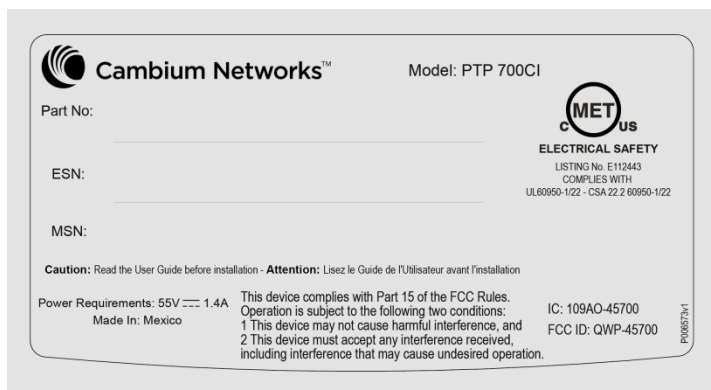 Cambium Networks™
Model: PTP 700CI
Part No:
MET
C US
ELECTRICAL SAFETY
LISTING No. E112443
COMPLIES WITH
UL60950-1/22 - CSA 22.2 60950-1/22
ESN:
MSN:
Caution: Read the User Guide before installation - Attention: Lisez le Guide de l'Utilisateur avant l'installation
Power Requirements: 55V ⎓ 1.4A
Made In: Mexico
This device complies with Part 15 of the FCC Rules.
Operation is subject to the following two conditions:
1 This device may not cause harmful interference, and
2 This device must accept any interference received,
including interference that may cause undesired operation.
IC: 109AO-45700
FCC ID: QWP-45700
P006573v1